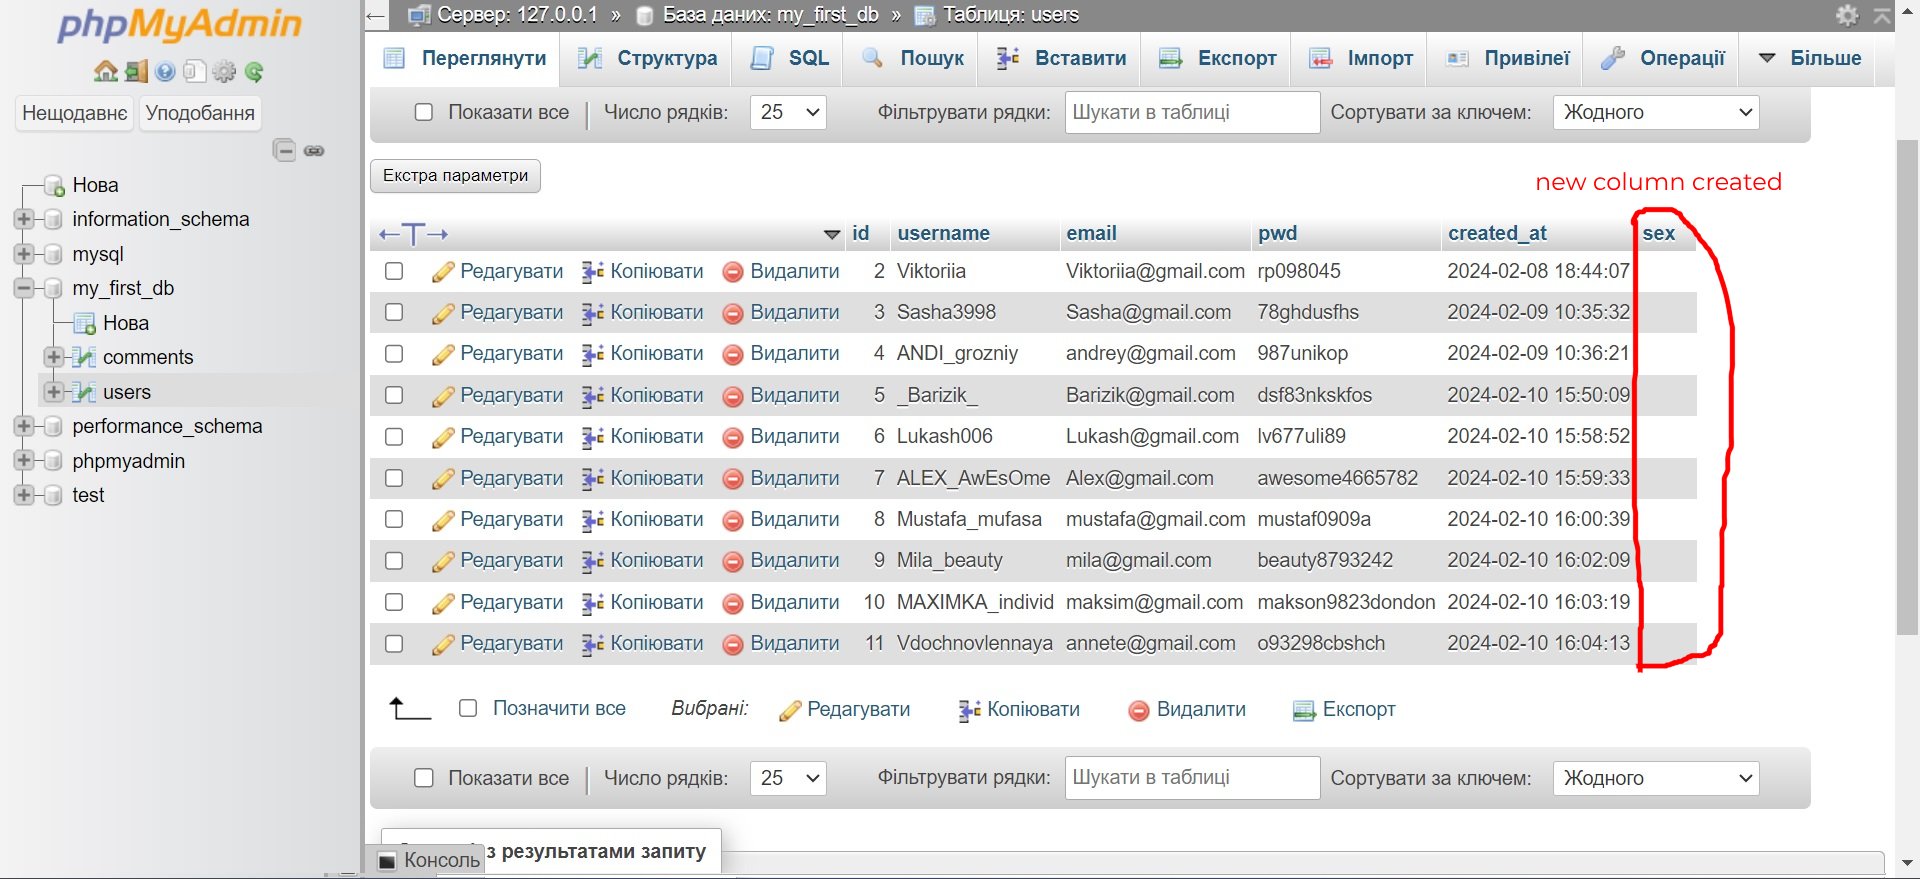 phpMyAdmin
Нещодавнє
Уподобання
Нова
information_schema
mysql
my_first_db
Нова
comments
users
performance_schema
phpmyadmin
test
Сервер: 127.0.0.1 » База даних: my_first_db » Таблиця: users
Переглянути Структура SQL Пошук Вставити Експорт Імпорт Привілеї Операції Більше
Показати все Число рядків: 25 Фільтрувати рядки: Шукати в таблиці Сортувати за ключем: Жодного
Екстра параметри
new column created
←T→ id username email pwd created_at sex
Редагувати Копіювати Видалити 2 Viktoriia Viktoriia@gmail.com rp098045 2024-02-08 18:44:07
Редагувати Копіювати Видалити 3 Sasha3998 Sasha@gmail.com 78ghdusfhs 2024-02-09 10:35:32
Редагувати Копіювати Видалити 4 ANDI_grozniy andrey@gmail.com 987unikop 2024-02-09 10:36:21
Редагувати Копіювати Видалити 5 _Barizik_ Barizik@gmail.com dsf83nkskfos 2024-02-10 15:50:09
Редагувати Копіювати Видалити 6 Lukash006 Lukash@gmail.com lv677uli89 2024-02-10 15:58:52
Редагувати Копіювати Видалити 7 ALEX_AwEsOme Alex@gmail.com awesome4665782 2024-02-10 15:59:33
Редагувати Копіювати Видалити 8 Mustafa_mufasa mustafa@gmail.com mustaf0909a 2024-02-10 16:00:39
Редагувати Копіювати Видалити 9 Mila_beauty mila@gmail.com beauty8793242 2024-02-10 16:02:09
Редагувати Копіювати Видалити 10 MAXIMKA_individ maksim@gmail.com makson9823dondon 2024-02-10 16:03:19
Редагувати Копіювати Видалити 11 Vdochnovlennaya annete@gmail.com o93298cbshch 2024-02-10 16:04:13
Позначити все Вибрані: Редагувати Копіювати Видалити Експорт
Показати все Число рядків: 25 Фільтрувати рядки: Шукати в таблиці Сортувати за ключем: Жодного
з результатами запиту
Консоль